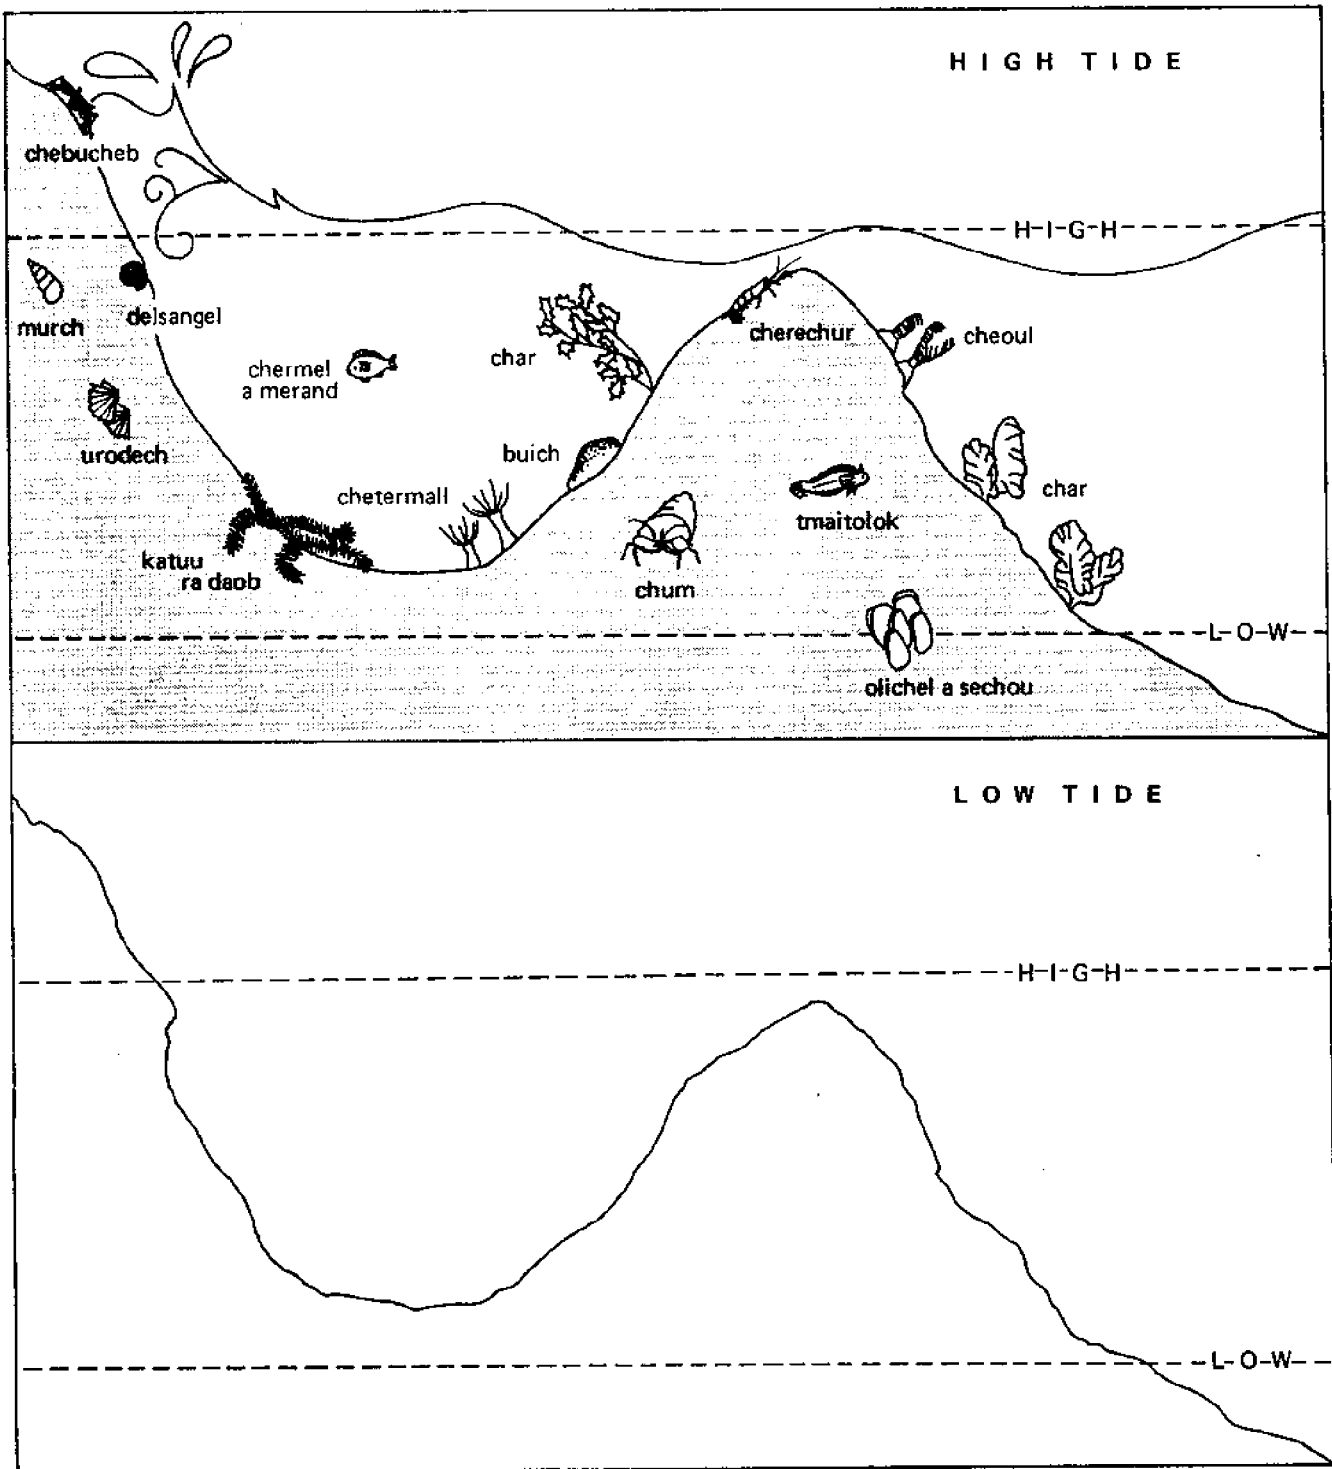 HIGH TIDE
chebucheb
H-I-G-H
murch
delsangel
cherechur
cheoul
char
chermel
a merand
urodech
buich
chetermall
char
tmaitolok
katuu
ra daob
chum
L-O-W
olichel a sechou
LOW TIDE
H-I-G-H
L-O-W